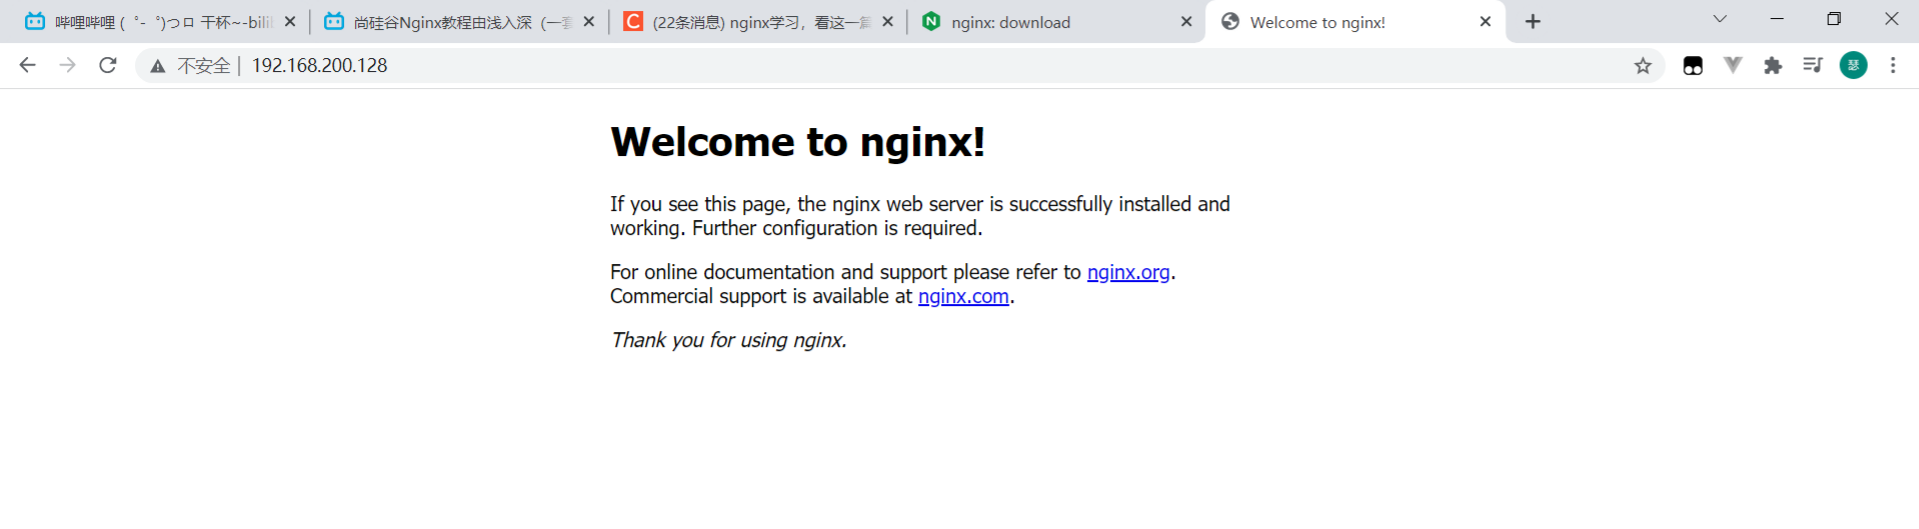 哔哩哔哩 (゜-゜)つロ 干杯~-bili
尚硅谷Nginx教程由浅入深（一套
(22条消息) nginx学习，看这一篇
nginx: download
Welcome to nginx!
不安全 | 192.168.200.128
瑟
Welcome to nginx!
If you see this page, the nginx web server is successfully installed and
working. Further configuration is required.
For online documentation and support please refer to nginx.org.
Commercial support is available at nginx.com.
Thank you for using nginx.